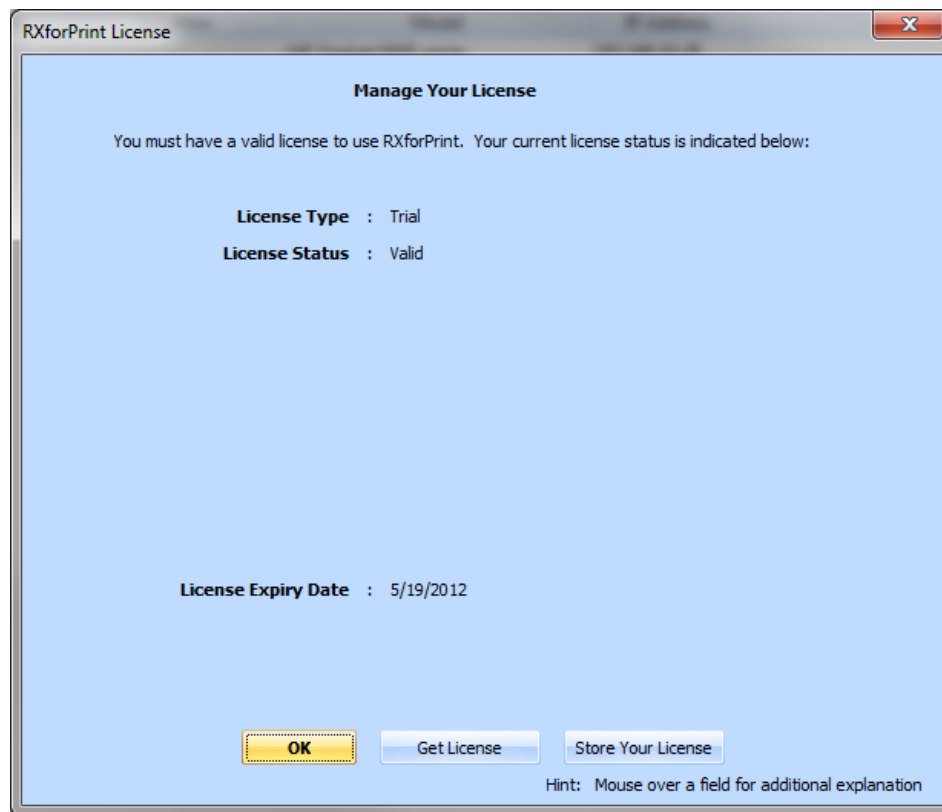 RXforPrint License
Manage Your License
You must have a valid license to use RXforPrint.  Your current license status is indicated below:
License Type : Trial
License Status : Valid
License Expiry Date : 5/19/2012
OK Get License Store Your License
Hint:  Mouse over a field for additional explanation